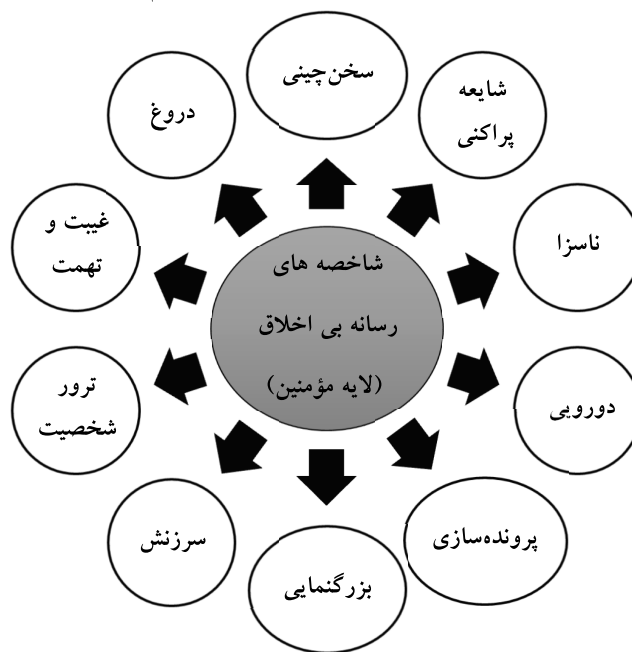 سخن‌چینی
شایعه
پراکنی
ناسزا
دورویی
پرونده‌سازی
بزرگنمایی
سرزنش
ترور
شخصیت
غیبت و
تهمت
دروغ
شاخصه های
رسانه بی اخلاق
(لایه مؤمنین)